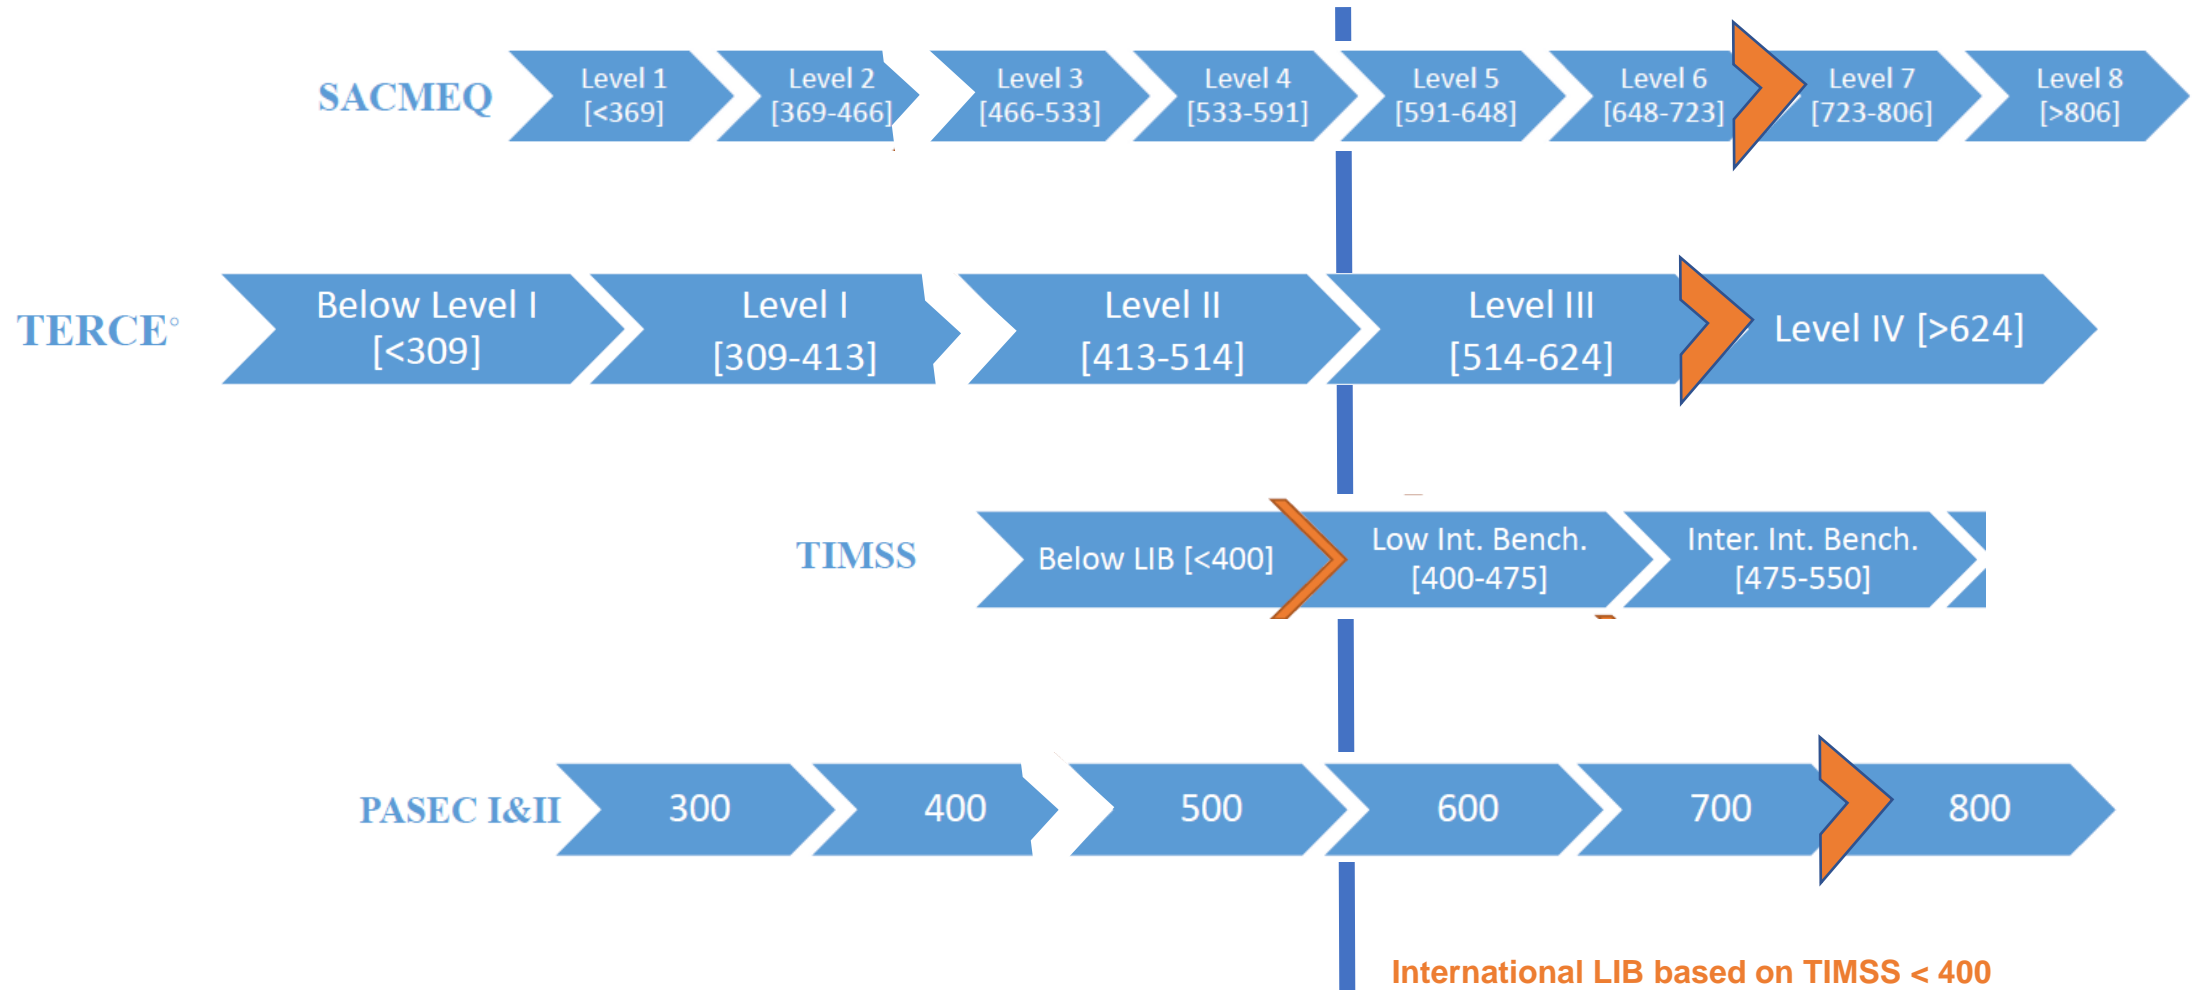 SACMEQ
Level 1
[<369]
Level 2
[369-466]
Level 3
[466-533]
Level 4
[533-591]
Level 5
[591-648]
Level 6
[648-723]
Level 7
[723-806]
Level 8
[>806]
TERCE°
Below Level I
[<309]
Level I
[309-413]
Level II
[413-514]
Level III
[514-624]
Level IV [>624]
TIMSS
Below LIB [<400]
Low Int. Bench.
[400-475]
Inter. Int. Bench.
[475-550]
PASEC I&II
300
400
500
600
700
800
International LIB based on TIMSS < 400